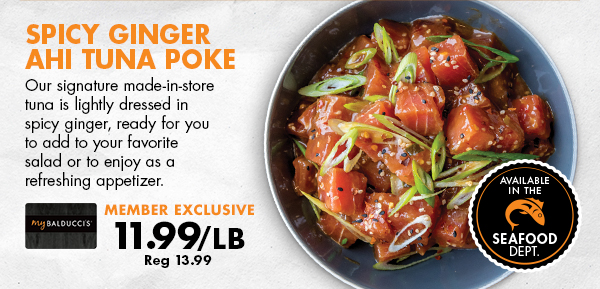 SPICY GINGER
AHI TUNA POKE
Our signature made-in-store
tuna is lightly dressed in
spicy ginger, ready for you
to add to your favorite
salad or to enjoy as a
refreshing appetizer.
my BALDUCCI'S
MEMBER EXCLUSIVE
11.99/LB
Reg 13.99
AVAILABLE
IN THE
SEAFOOD
DEPT.